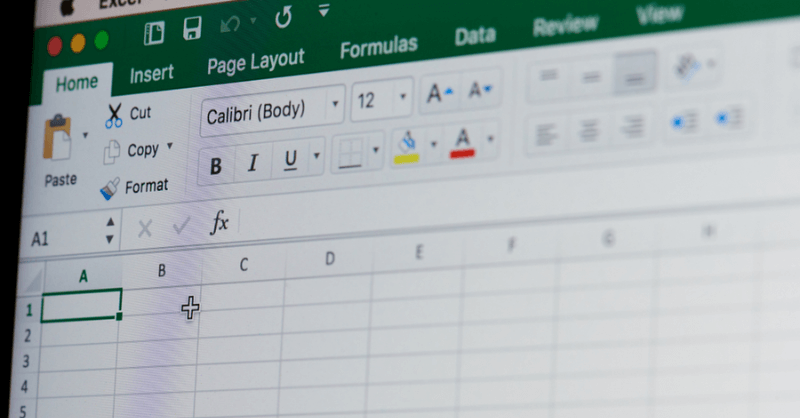 Excel
Home Insert Page Layout Formulas Data Review View
Cut
Copy
Format
Paste
Calibri (Body) 12 A A
B I U A
A1 fx
A B C D E F G H
1
2
3
4
5